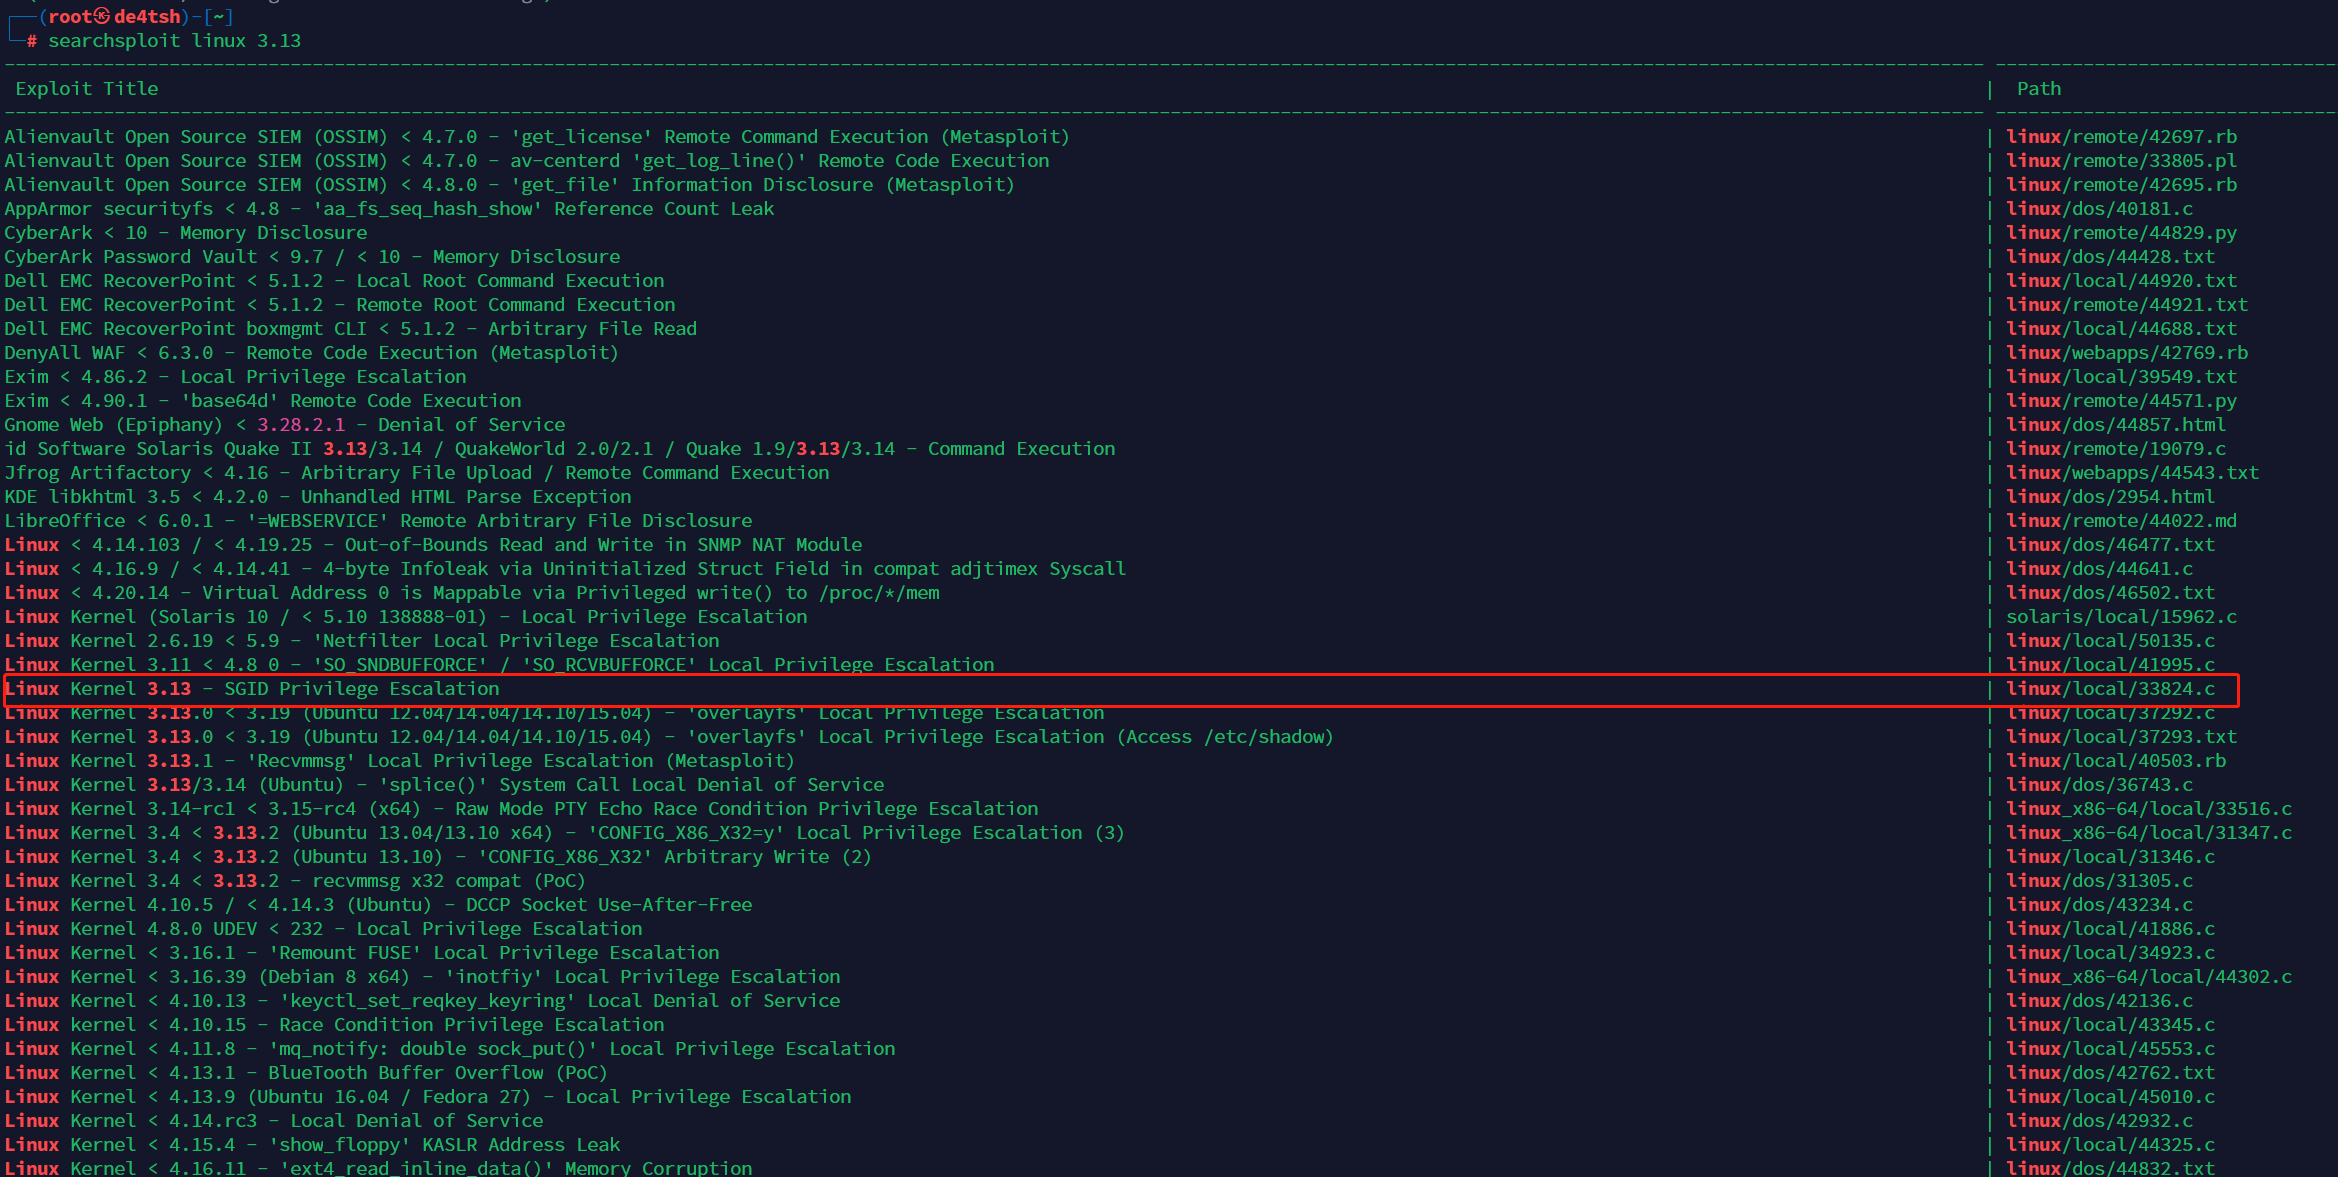 ┌──(root㉿de4tsh)-[~]
└─# searchsploit linux 3.13
Exploit Title | Path
Alienvault Open Source SIEM (OSSIM) < 4.7.0 - 'get_license' Remote Command Execution (Metasploit) | linux/remote/42697.rb
Alienvault Open Source SIEM (OSSIM) < 4.7.0 - av-centerd 'get_log_line()' Remote Code Execution | linux/remote/33805.pl
Alienvault Open Source SIEM (OSSIM) < 4.8.0 - 'get_file' Information Disclosure (Metasploit) | linux/remote/42695.rb
AppArmor securityfs < 4.8 - 'aa_fs_seq_hash_show' Reference Count Leak | linux/dos/40181.c
CyberArk < 10 - Memory Disclosure | linux/remote/44829.py
CyberArk Password Vault < 9.7 / < 10 - Memory Disclosure | linux/dos/44428.txt
Dell EMC RecoverPoint < 5.1.2 - Local Root Command Execution | linux/local/44920.txt
Dell EMC RecoverPoint < 5.1.2 - Remote Root Command Execution | linux/remote/44921.txt
Dell EMC RecoverPoint boxmgmt CLI < 5.1.2 - Arbitrary File Read | linux/local/44688.txt
DenyAll WAF < 6.3.0 - Remote Code Execution (Metasploit) | linux/webapps/42769.rb
Exim < 4.86.2 - Local Privilege Escalation | linux/local/39549.txt
Exim < 4.90.1 - 'base64d' Remote Code Execution | linux/remote/44571.py
Gnome Web (Epiphany) < 3.28.2.1 - Denial of Service | linux/dos/44857.html
id Software Solaris Quake II 3.13/3.14 / QuakeWorld 2.0/2.1 / Quake 1.9/3.13/3.14 - Command Execution | linux/remote/19079.c
Jfrog Artifactory < 4.16 - Arbitrary File Upload / Remote Command Execution | linux/webapps/44543.txt
KDE libkhtml 3.5 < 4.2.0 - Unhandled HTML Parse Exception | linux/dos/2954.html
LibreOffice < 6.0.1 - '=WEBSERVICE' Remote Arbitrary File Disclosure | linux/remote/44022.md
Linux < 4.14.103 / < 4.19.25 - Out-of-Bounds Read and Write in SNMP NAT Module | linux/dos/46477.txt
Linux < 4.16.9 / < 4.14.41 - 4-byte Infoleak via Uninitialized Struct Field in compat adjtimex Syscall | linux/dos/44641.c
Linux < 4.20.14 - Virtual Address 0 is Mappable via Privileged write() to /proc/*/mem | linux/dos/46502.txt
Linux Kernel (Solaris 10 / < 5.10 138888-01) - Local Privilege Escalation | solaris/local/15962.c
Linux Kernel 2.6.19 < 5.9 - 'Netfilter Local Privilege Escalation | linux/local/50135.c
Linux Kernel 3.11 < 4.8 0 - 'SO_SNDBUFFORCE' / 'SO_RCVBUFFORCE' Local Privilege Escalation | linux/local/41995.c
Linux Kernel 3.13 - SGID Privilege Escalation | linux/local/33824.c
Linux Kernel 3.13.0 < 3.19 (Ubuntu 12.04/14.04/14.10/15.04) - 'overlayfs' Local Privilege Escalation | linux/local/37292.c
Linux Kernel 3.13.0 < 3.19 (Ubuntu 12.04/14.04/14.10/15.04) - 'overlayfs' Local Privilege Escalation (Access /etc/shadow) | linux/local/37293.txt
Linux Kernel 3.13.1 - 'Recvmmsg' Local Privilege Escalation (Metasploit) | linux/local/40503.rb
Linux Kernel 3.13/3.14 (Ubuntu) - 'splice()' System Call Local Denial of Service | linux/dos/36743.c
Linux Kernel 3.14-rc1 < 3.15-rc4 (x64) - Raw Mode PTY Echo Race Condition Privilege Escalation | linux_x86-64/local/33516.c
Linux Kernel 3.4 < 3.13.2 (Ubuntu 13.04/13.10 x64) - 'CONFIG_X86_X32=y' Local Privilege Escalation (3) | linux_x86-64/local/31347.c
Linux Kernel 3.4 < 3.13.2 (Ubuntu 13.10) - 'CONFIG_X86_X32' Arbitrary Write (2) | linux/local/31346.c
Linux Kernel 3.4 < 3.13.2 - recvmmsg x32 compat (PoC) | linux/dos/31305.c
Linux Kernel 4.10.5 / < 4.14.3 (Ubuntu) - DCCP Socket Use-After-Free | linux/dos/43234.c
Linux Kernel 4.8.0 UDEV < 232 - Local Privilege Escalation | linux/local/41886.c
Linux Kernel < 3.16.1 - 'Remount FUSE' Local Privilege Escalation | linux/local/34923.c
Linux Kernel < 3.16.39 (Debian 8 x64) - 'inotfiy' Local Privilege Escalation | linux_x86-64/local/44302.c
Linux Kernel < 4.10.13 - 'keyctl_set_reqkey_keyring' Local Denial of Service | linux/dos/42136.c
Linux kernel < 4.10.15 - Race Condition Privilege Escalation | linux/local/43345.c
Linux Kernel < 4.11.8 - 'mq_notify: double sock_put()' Local Privilege Escalation | linux/local/45553.c
Linux Kernel < 4.13.1 - BlueTooth Buffer Overflow (PoC) | linux/dos/42762.txt
Linux Kernel < 4.13.9 (Ubuntu 16.04 / Fedora 27) - Local Privilege Escalation | linux/local/45010.c
Linux Kernel < 4.14.rc3 - Local Denial of Service | linux/dos/42932.c
Linux Kernel < 4.15.4 - 'show_floppy' KASLR Address Leak | linux/local/44325.c
Linux Kernel < 4.16.11 - 'ext4_read_inline_data()' Memory Corruption | linux/dos/44832.txt